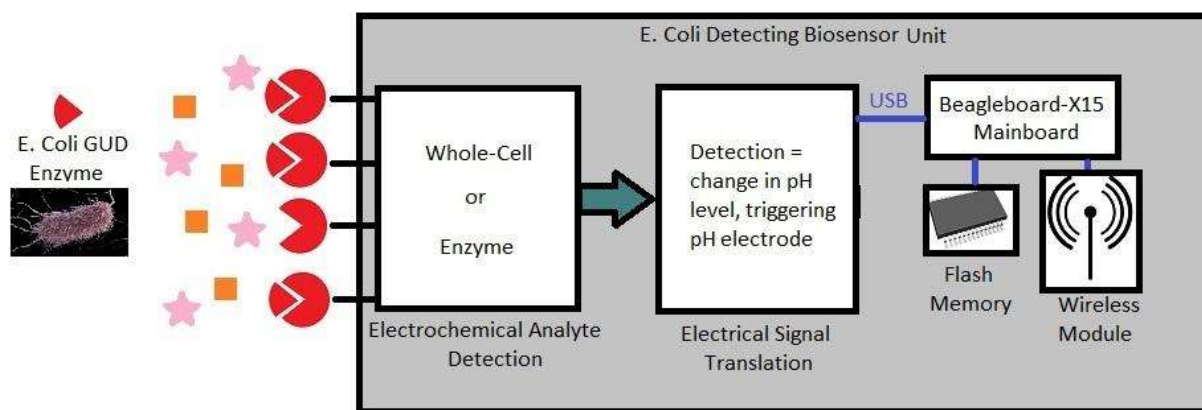 E. Coli Detecting Biosensor Unit
E. Coli GUD
Enzyme
Whole-Cell
or
Enzyme
Electrochemical Analyte
Detection
Detection =
change in pH
level, triggering
pH electrode
Electrical Signal
Translation
USB
Beagleboard-X15
Mainboard
Flash
Memory
Wireless
Module